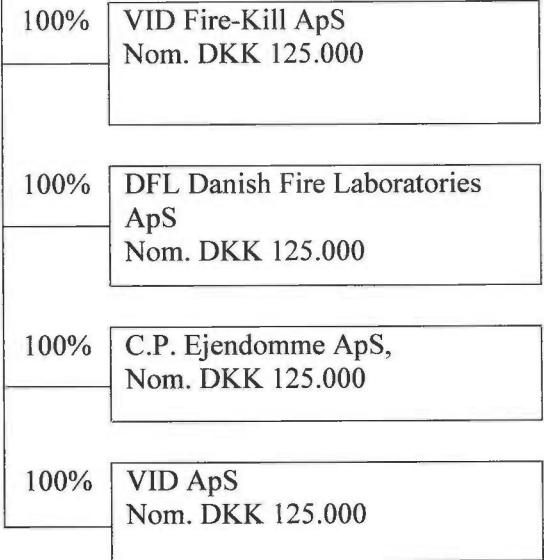 100% VID Fire-Kill ApS
Nom. DKK 125.000
100% DFL Danish Fire Laboratories
ApS
Nom. DKK 125.000
100% C.P. Ejendomme ApS,
Nom. DKK 125.000
100% VID ApS
Nom. DKK 125.000